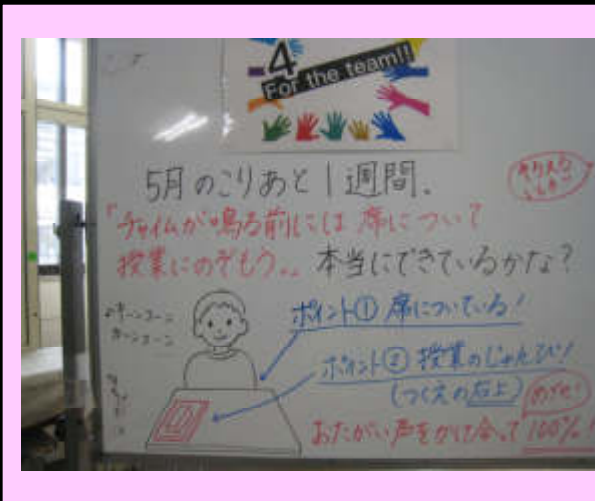 4
For the team!!
5月のこりあと1週間、
「チャイムが鳴る前には席について
授業にのぞもう。」本当にできているかな?
キーンコーン
カーンコーン
ポイント① 席についている!
ポイント② 授業のじゅんび!
(つくえの右上)
めざせ!
おたがい声をかけ合って100%!